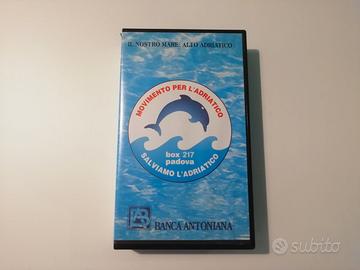 IL NOSTRO MARE: ALTO ADRIATICO
MOVIMENTO PER L'ADRIATICO
box 217
padova
SALVIAMO L'ADRIATICO
BANCA ANTONIANA
subito